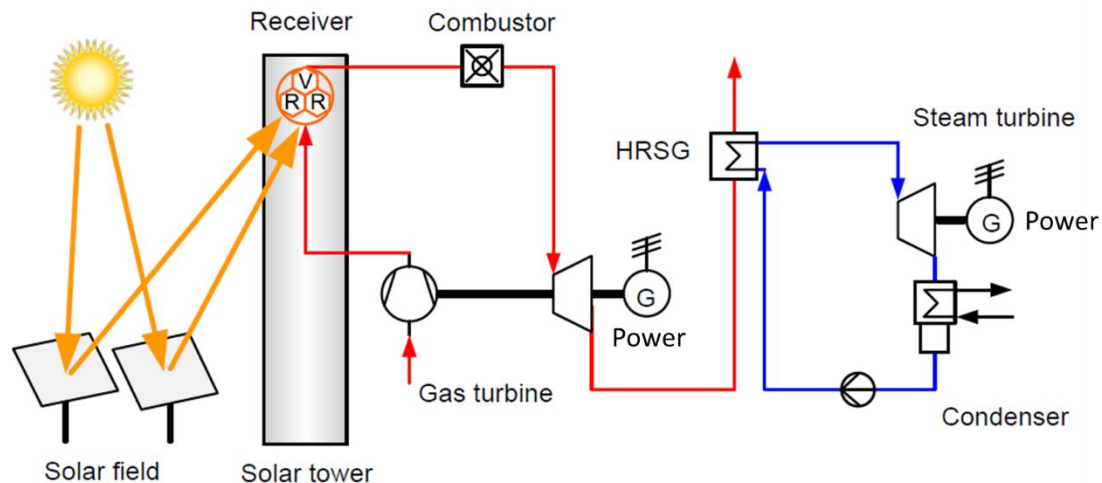 Receiver
Combustor
V
R R
HRSG
Steam turbine
G
Power
G
Power
Gas turbine
Condenser
Solar field
Solar tower